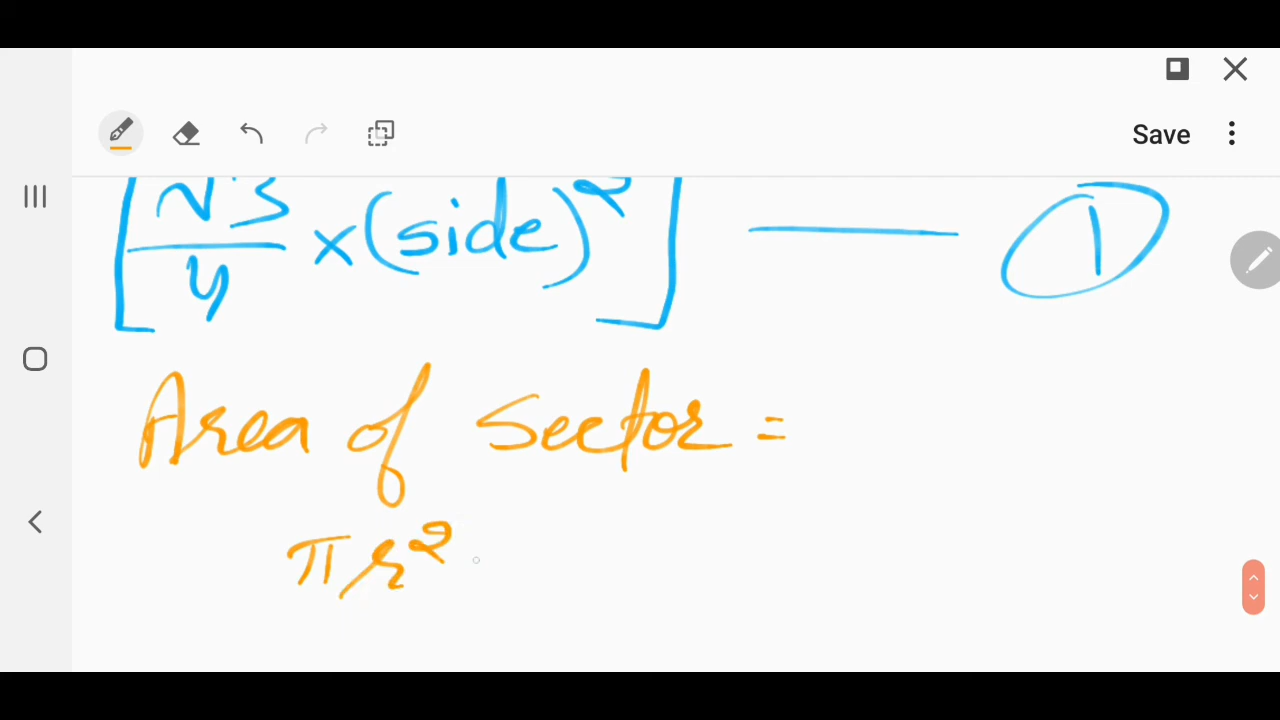 Save
[√3/4 ×(side)²] —— ①
Area of Sector =
πr²